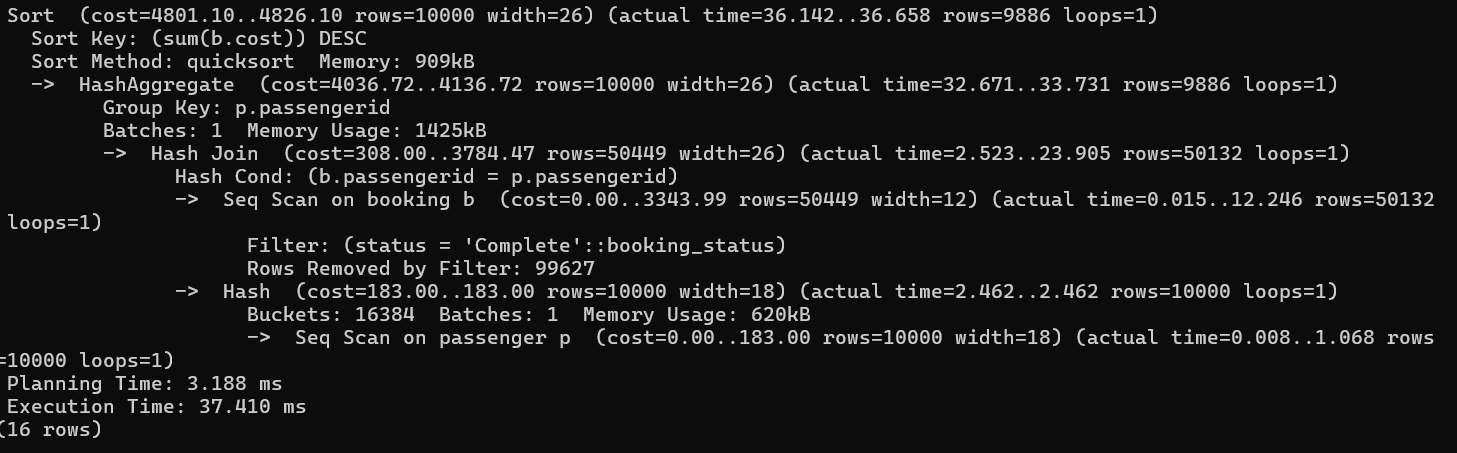 Sort  (cost=4801.10..4826.10 rows=10000 width=26) (actual time=36.142..36.658 rows=9886 loops=1)
  Sort Key: (sum(b.cost)) DESC
  Sort Method: quicksort  Memory: 909kB
  ->  HashAggregate  (cost=4036.72..4136.72 rows=10000 width=26) (actual time=32.671..33.731 rows=9886 loops=1)
        Group Key: p.passengerid
        Batches: 1  Memory Usage: 1425kB
        ->  Hash Join  (cost=308.00..3784.47 rows=50449 width=26) (actual time=2.523..23.905 rows=50132 loops=1)
              Hash Cond: (b.passengerid = p.passengerid)
              ->  Seq Scan on booking b  (cost=0.00..3343.99 rows=50449 width=12) (actual time=0.015..12.246 rows=50132
loops=1)
                    Filter: (status = 'Complete'::booking_status)
                    Rows Removed by Filter: 99627
              ->  Hash  (cost=183.00..183.00 rows=10000 width=18) (actual time=2.462..2.462 rows=10000 loops=1)
                    Buckets: 16384  Batches: 1  Memory Usage: 620kB
                    ->  Seq Scan on passenger p  (cost=0.00..183.00 rows=10000 width=18) (actual time=0.008..1.068 rows
=10000 loops=1)
Planning Time: 3.188 ms
Execution Time: 37.410 ms
(16 rows)